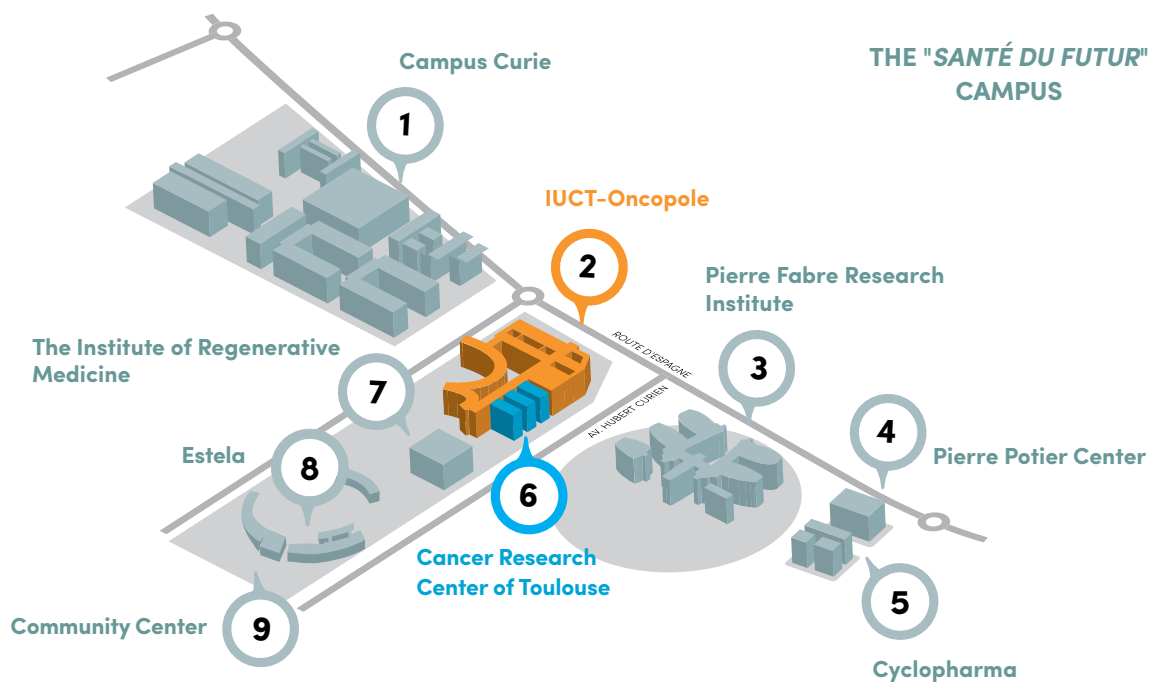 THE "SANTÉ DU FUTUR"
CAMPUS
Campus Curie
1
IUCT-Oncopole
2
Pierre Fabre Research
Institute
3
ROUTE D'ESPAGNE
AV. HUBERT CURIEN
The Institute of Regenerative
Medicine
7
4
Pierre Potier Center
Estela
8
6
Cancer Research
Center of Toulouse
5
Cyclopharma
Community Center
9